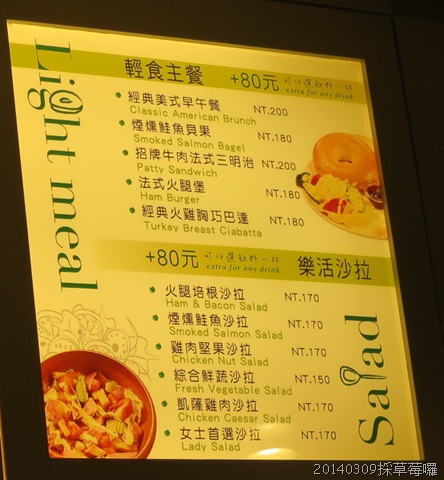 Light meal
輕食主餐 +80元 可任選飲料一杯
extra for any drink
經典美式早午餐 NT.200
Classic American Brunch
煙燻鮭魚貝果 NT.180
Smoked Salmon Bagel
招牌牛肉法式三明治 NT.200
Patty Sandwich
法式火腿堡 NT.180
Ham Burger
經典火雞胸巧巴達 NT.180
Turkey Breast Ciabatta
+80元 可任選飲料一杯 樂活沙拉
extra for any drink
Salad
火腿培根沙拉 NT.170
Ham & Bacon Salad
煙燻鮭魚沙拉 NT.170
Smoked Salmon Salad
雞肉堅果沙拉 NT.170
Chicken Nut Salad
綜合鮮蔬沙拉 NT.150
Fresh Vegetable Salad
凱薩雞肉沙拉 NT.170
Chicken Caesar Salad
女士首選沙拉 NT.170
Lady Salad
20140309採草莓囉